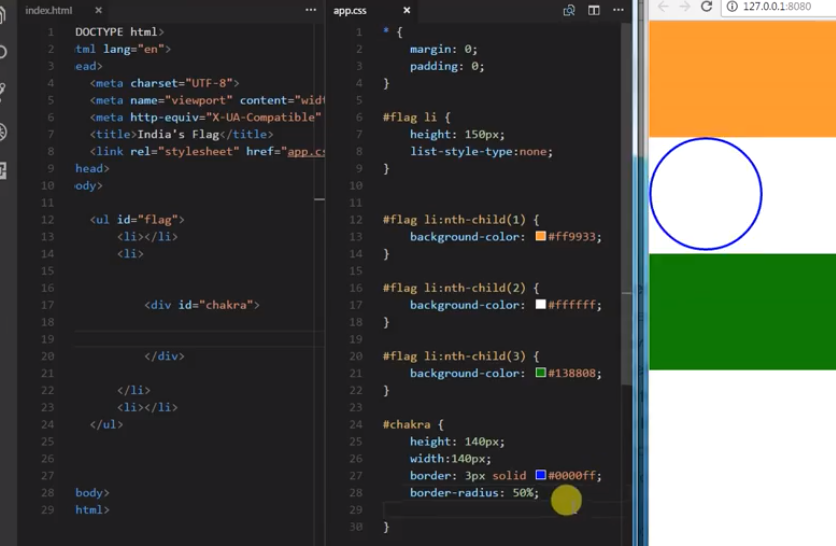 index.html
1 DOCTYPE html>
2 tml lang="en">
3 ead>
4 <meta charset="UTF-8">
5 <meta name="viewport" content="widt
6 <meta http-equiv="X-UA-Compatible"
7 <title>India's Flag</title>
8 <link rel="stylesheet" href="app.cs
9 head>
10 ody>
11
12 <ul id="flag">
13 <li></li>
14 <li>
15
16
17 <div id="chakra">
18
19
20 </div>
21
22 </li>
23 <li></li>
24 </ul>
25
26
27
28 body>
29 html>
app.css
1 * {
2 margin: 0;
3 padding: 0;
4 }
5
6 #flag li {
7 height: 150px;
8 list-style-type:none;
9 }
10
11
12 #flag li:nth-child(1) {
13 background-color: #ff9933;
14 }
15
16 #flag li:nth-child(2) {
17 background-color: #ffffff;
18 }
19
20 #flag li:nth-child(3) {
21 background-color: #138808;
22 }
23
24 #chakra {
25 height: 140px;
26 width:140px;
27 border: 3px solid #0000ff;
28 border-radius: 50%;
29
30 }
127.0.0.1:8080